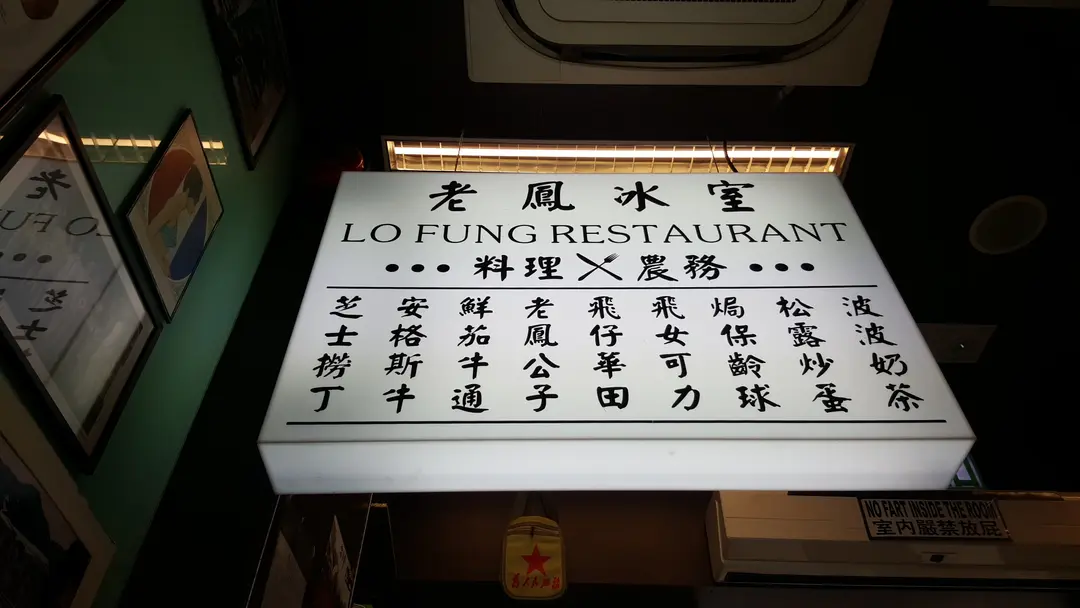 老鳳冰室
LO FUNG RESTAURANT
••• 料理 農務 •••
波波奶茶
松露炒蛋
焗保齡球
飛女可力
飛仔華田
老鳳公子
鮮茄牛通
安格斯牛
芝士撈丁
NO FART INSIDE THE ROOM
室內嚴禁放屁